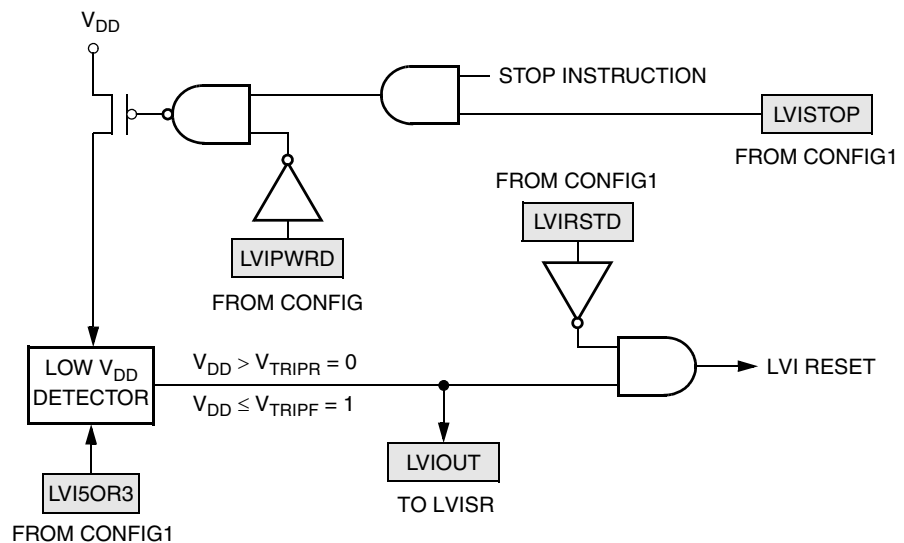 VDD
STOP INSTRUCTION
LVISTOP
FROM CONFIG1
FROM CONFIG1
LVIRSTD
LVIPWRD
FROM CONFIG
LOW VDD
DETECTOR
VDD > VTRIPR = 0
VDD ≤ VTRIPF = 1
LVI RESET
LVIOUT
TO LVISR
LVI5OR3
FROM CONFIG1